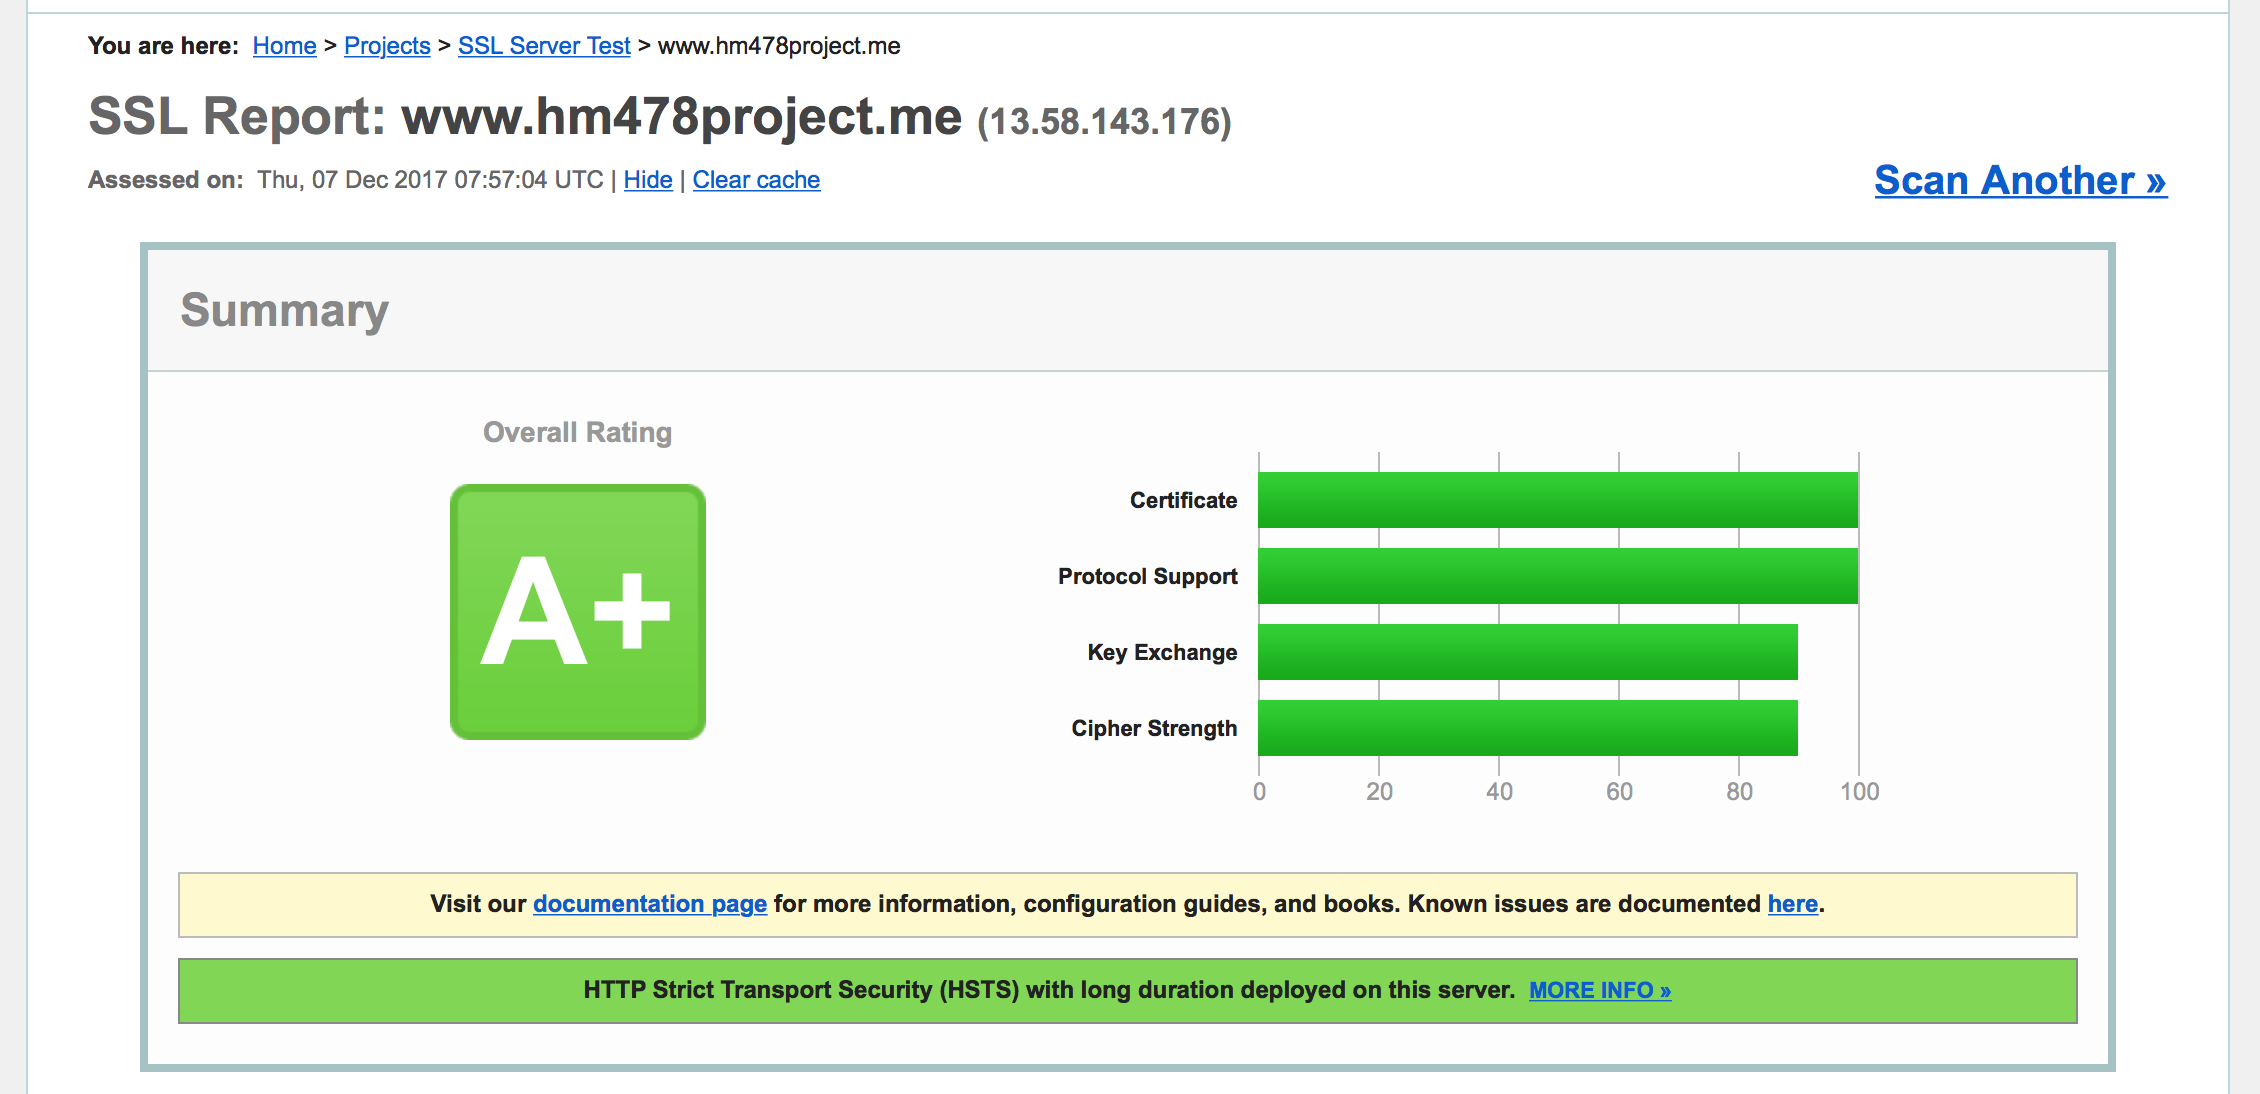 You are here: Home > Projects > SSL Server Test > www.hm478project.me
SSL Report: www.hm478project.me (13.58.143.176)
Assessed on: Thu, 07 Dec 2017 07:57:04 UTC | Hide | Clear cache
Scan Another »
Summary
Overall Rating
A+
Certificate
Protocol Support
Key Exchange
Cipher Strength
0 20 40 60 80 100
Visit our documentation page for more information, configuration guides, and books. Known issues are documented here.
HTTP Strict Transport Security (HSTS) with long duration deployed on this server. MORE INFO »